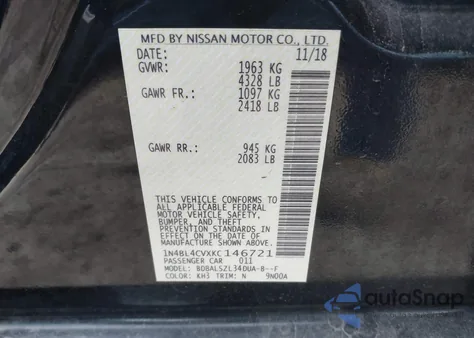 MFD BY NISSAN MOTOR CO., LTD.
DATE: 11/18
GVWR: 1963 KG
4328 LB
GAWR FR.: 1097 KG
2418 LB
GAWR RR.: 945 KG
2083 LB
THIS VEHICLE CONFORMS TO
ALL APPLICABLE FEDERAL
MOTOR VEHICLE SAFETY,
BUMPER, AND THEFT
PREVENTION STANDARDS
IN EFFECT ON THE DATE OF
MANUFACTURE SHOWN ABOVE.
1N4BL4CVXKC146721
PASSENGER CAR 011
MODEL: BDBALSZL340UA-B--F
COLOR: KH3 TRIM: N 9N00A
autoSnap